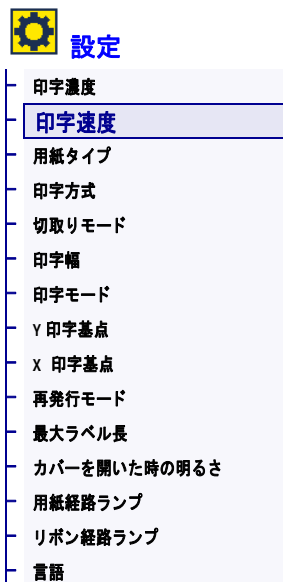 設定
印字濃度
印字速度
用紙タイプ
印字方式
切取りモード
印字幅
印字モード
Y 印字基点
X 印字基点
再発行モード
最大ラベル長
カバーを開いた時の明るさ
用紙経路ランプ
リボン経路ランプ
言語